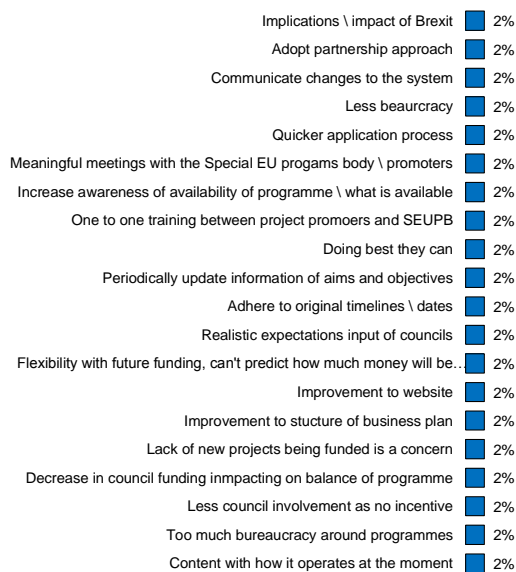 Implications \ impact of Brexit 2%
Adopt partnership approach 2%
Communicate changes to the system 2%
Less beaurcracy 2%
Quicker application process 2%
Meaningful meetings with the Special EU progams body \ promoters 2%
Increase awareness of availability of programme \ what is available 2%
One to one training between project promoers and SEUPB 2%
Doing best they can 2%
Periodically update information of aims and objectives 2%
Adhere to original timelines \ dates 2%
Realistic expectations input of councils 2%
Flexibility with future funding, can't predict how much money will be… 2%
Improvement to website 2%
Improvement to stucture of business plan 2%
Lack of new projects being funded is a concern 2%
Decrease in council funding inmpacting on balance of programme 2%
Less council involvement as no incentive 2%
Too much bureaucracy around programmes 2%
Content with how it operates at the moment 2%